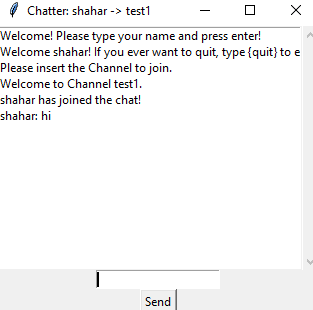 Chatter: shahar -> test1
Welcome! Please type your name and press enter!
Welcome shahar! If you ever want to quit, type {quit} to e
Please insert the Channel to join.
Welcome to Channel test1.
shahar has joined the chat!
shahar: hi
Send